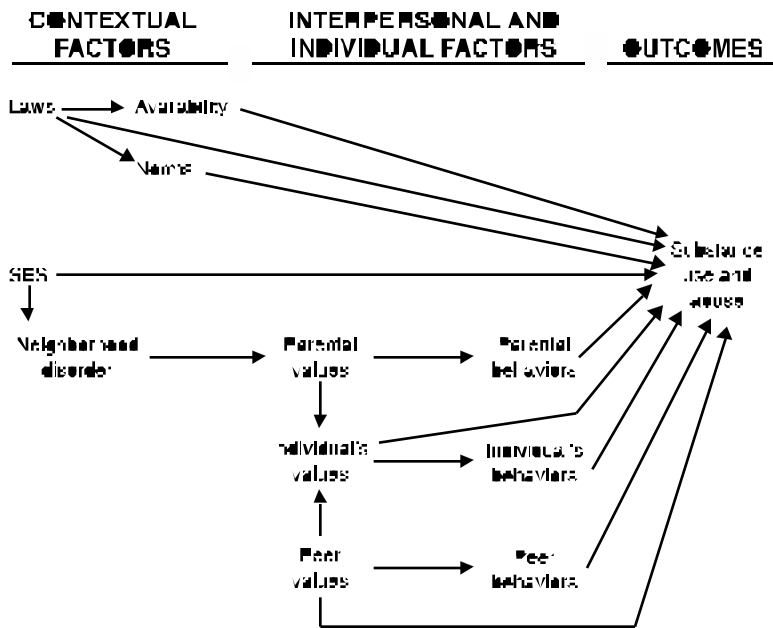 CONTEXTUAL
FACTORS
INTERPERSONAL AND
INDIVIDUAL FACTORS
OUTCOMES
Laws
Availability
Norms
Substance
use and
abuse
SES
Neighborhood
disorder
Parental
values
Parental
behaviors
Individual's
values
Individual's
behaviors
Peer
values
Peer
behaviors